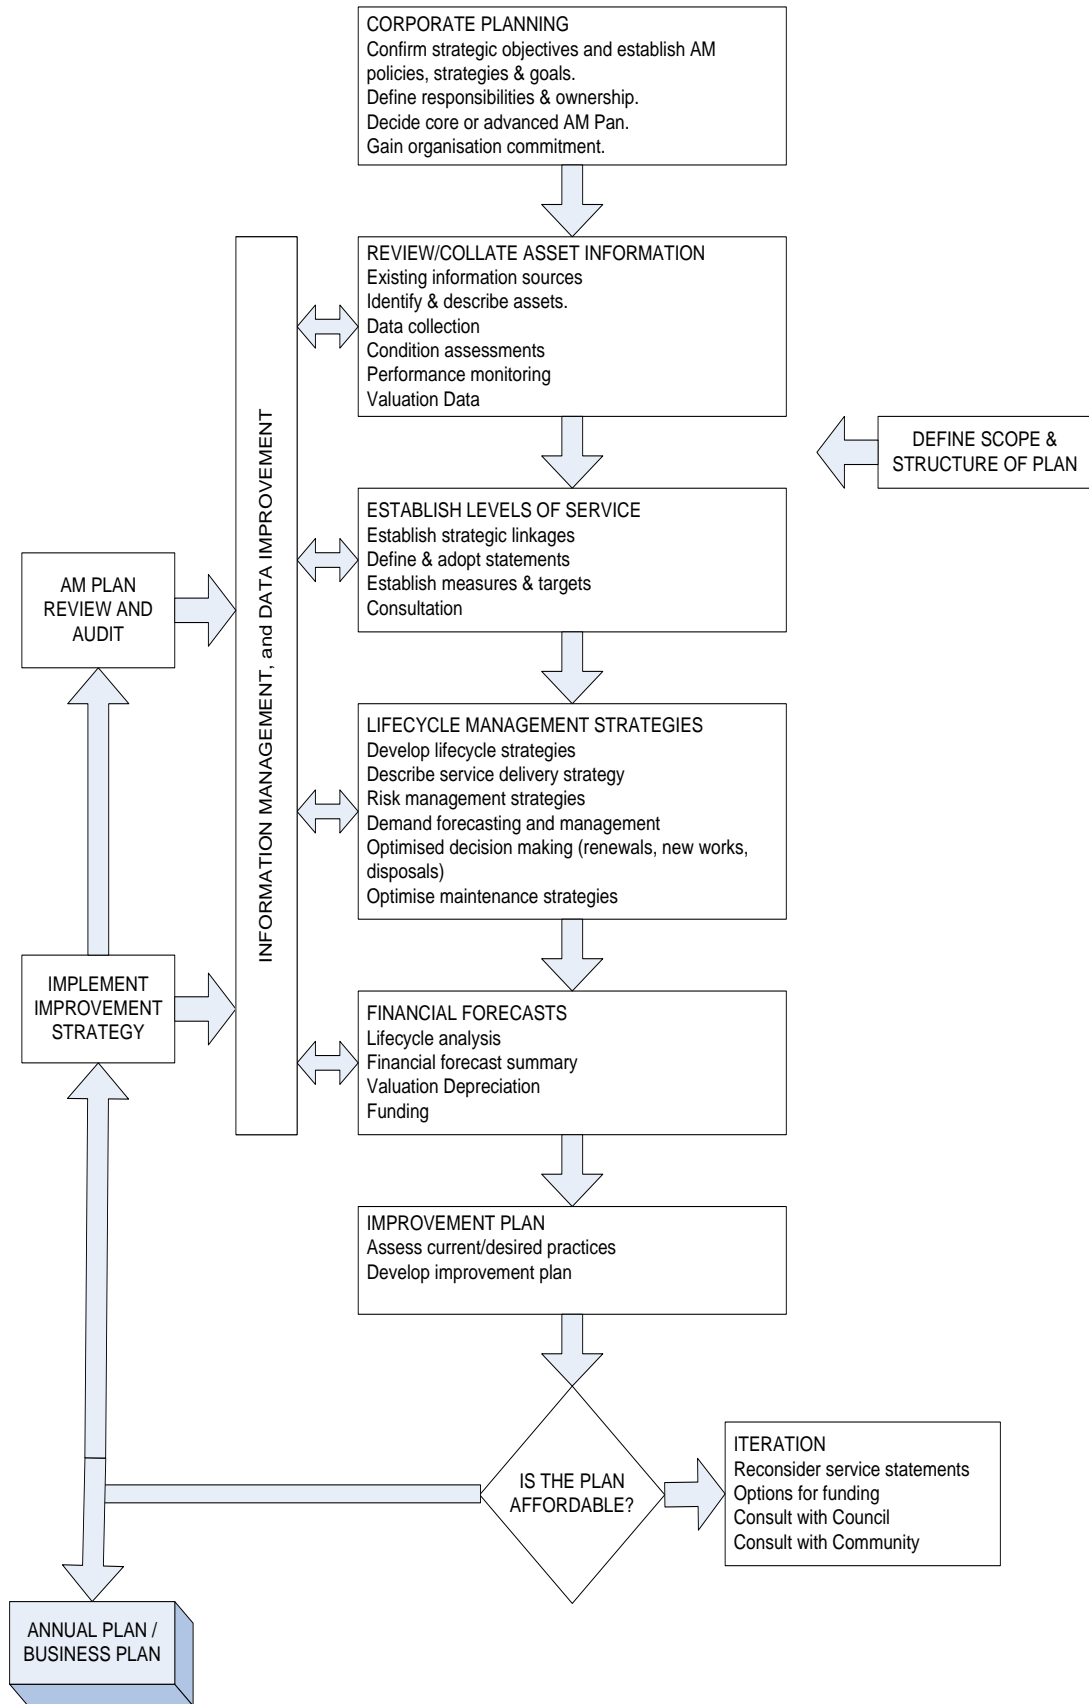 CORPORATE PLANNING
Confirm strategic objectives and establish AM
policies, strategies & goals.
Define responsibilities & ownership.
Decide core or advanced AM Pan.
Gain organisation commitment.
REVIEW/COLLATE ASSET INFORMATION
Existing information sources
Identify & describe assets.
Data collection
Condition assessments
Performance monitoring
Valuation Data
DEFINE SCOPE &
STRUCTURE OF PLAN
INFORMATION MANAGEMENT, and DATA IMPROVEMENT
ESTABLISH LEVELS OF SERVICE
Establish strategic linkages
Define & adopt statements
Establish measures & targets
Consultation
AM PLAN
REVIEW AND
AUDIT
LIFECYCLE MANAGEMENT STRATEGIES
Develop lifecycle strategies
Describe service delivery strategy
Risk management strategies
Demand forecasting and management
Optimised decision making (renewals, new works,
disposals)
Optimise maintenance strategies
IMPLEMENT
IMPROVEMENT
STRATEGY
FINANCIAL FORECASTS
Lifecycle analysis
Financial forecast summary
Valuation Depreciation
Funding
IMPROVEMENT PLAN
Assess current/desired practices
Develop improvement plan
IS THE PLAN
AFFORDABLE?
ITERATION
Reconsider service statements
Options for funding
Consult with Council
Consult with Community
ANNUAL PLAN /
BUSINESS PLAN